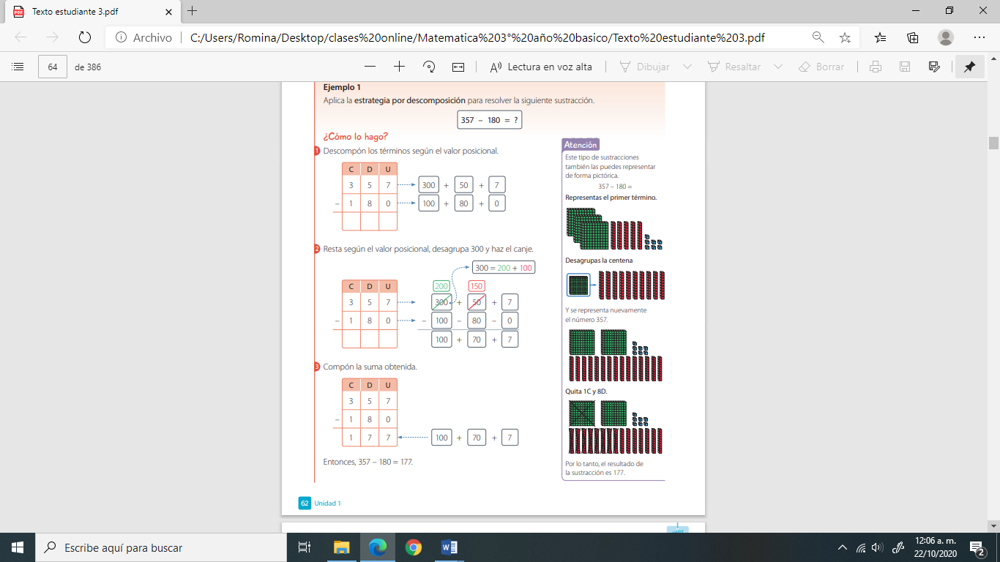 Texto estudiante 3.pdf
Archivo
C:/Users/Romina/Desktop/clases%20online/Matematica%203°%20año%20basico/Texto%20estudiante%203.pdf
64 de 386
Lectura en voz alta
Dibujar
Resaltar
Borrar
Ejemplo 1
Aplica la estrategia por descomposición para resolver la siguiente sustracción.
357 – 180 = ?
¿Cómo lo hago?
1 Descompón los términos según el valor posicional.
C D U
3 5 7 300 + 50 + 7
– 1 8 0 100 + 80 + 0
2 Resta según el valor posicional, desagrupa 300 y haz el canje.
300 = 200 + 100
200 150
C D U
3 5 7 300 + 50 + 7
– 1 8 0 – 100 – 80 – 0
100 + 70 + 7
3 Compón la suma obtenida.
C D U
3 5 7
– 1 8 0
1 7 7 100 + 70 + 7
Entonces, 357 – 180 = 177.
Atención
Este tipo de sustracciones
también las puedes representar
de forma pictórica.
357 – 180 =
Representas el primer término.
Desagrupas la centena
Y se representa nuevamente
el número 357.
Quita 1C y 8D.
Por lo tanto, el resultado de
la sustracción es 177.
62 Unidad 1
Escribe aquí para buscar
12:06 a. m.
22/10/2020
2